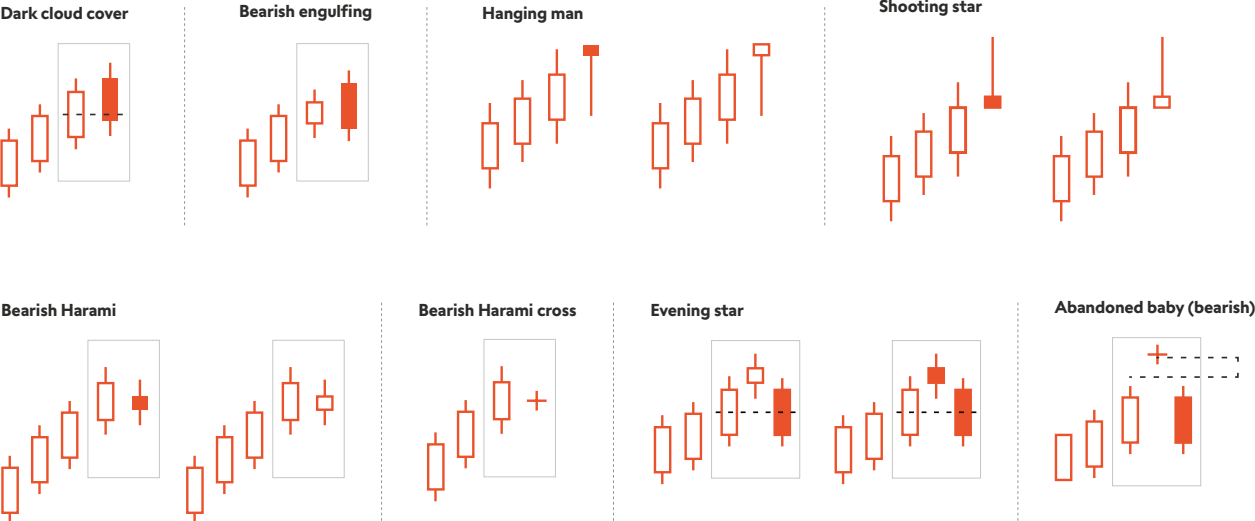 Dark cloud cover
Bearish engulfing
Hanging man
Shooting star
Bearish Harami
Bearish Harami cross
Evening star
Abandoned baby (bearish)